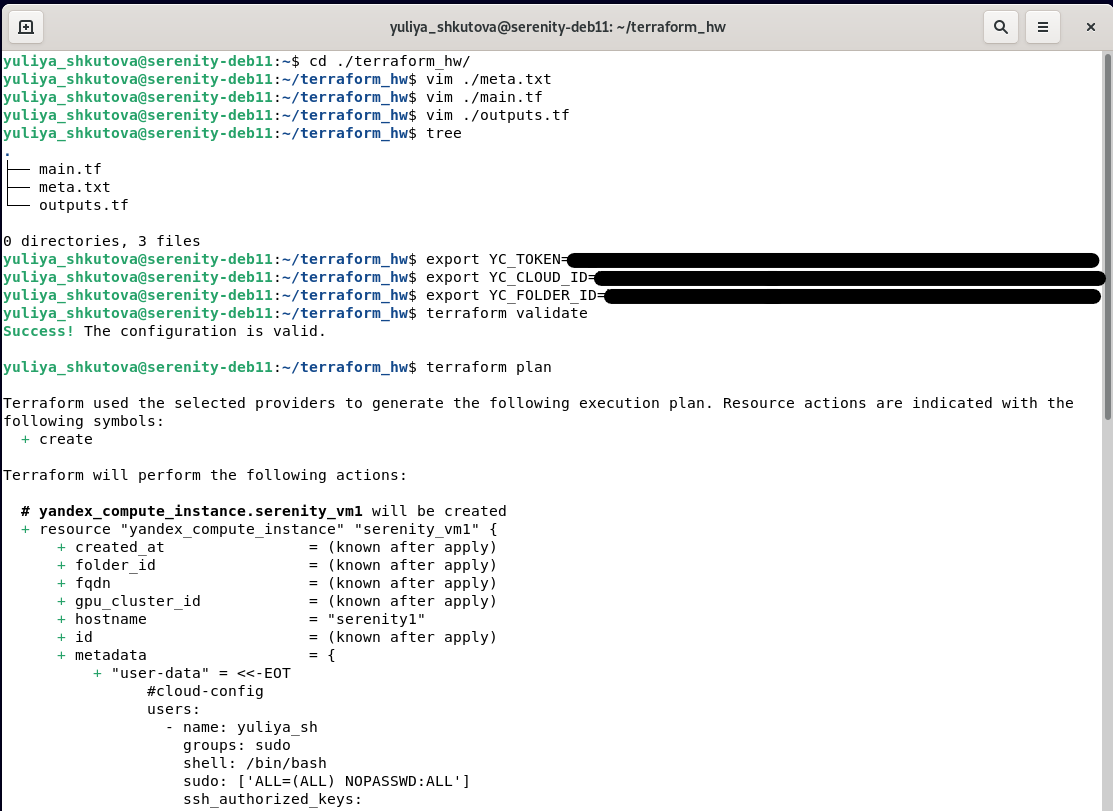 yuliya_shkutova@serenity-deb11: ~/terraform_hw
yuliya_shkutova@serenity-deb11:~$ cd ./terraform_hw/
yuliya_shkutova@serenity-deb11:~/terraform_hw$ vim ./meta.txt
yuliya_shkutova@serenity-deb11:~/terraform_hw$ vim ./main.tf
yuliya_shkutova@serenity-deb11:~/terraform_hw$ vim ./outputs.tf
yuliya_shkutova@serenity-deb11:~/terraform_hw$ tree
.
├── main.tf
├── meta.txt
└── outputs.tf
0 directories, 3 files
yuliya_shkutova@serenity-deb11:~/terraform_hw$ export YC_TOKEN=
yuliya_shkutova@serenity-deb11:~/terraform_hw$ export YC_CLOUD_ID=
yuliya_shkutova@serenity-deb11:~/terraform_hw$ export YC_FOLDER_ID=
yuliya_shkutova@serenity-deb11:~/terraform_hw$ terraform validate
Success! The configuration is valid.
yuliya_shkutova@serenity-deb11:~/terraform_hw$ terraform plan
Terraform used the selected providers to generate the following execution plan. Resource actions are indicated with the
following symbols:
  + create
Terraform will perform the following actions:
  # yandex_compute_instance.serenity_vm1 will be created
  + resource "yandex_compute_instance" "serenity_vm1" {
      + created_at                = (known after apply)
      + folder_id                 = (known after apply)
      + fqdn                      = (known after apply)
      + gpu_cluster_id            = (known after apply)
      + hostname                  = "serenity1"
      + id                        = (known after apply)
      + metadata                  = {
          + "user-data" = <<-EOT
                #cloud-config
                users:
                  - name: yuliya_sh
                    groups: sudo
                    shell: /bin/bash
                    sudo: ['ALL=(ALL) NOPASSWD:ALL']
                    ssh_authorized_keys: